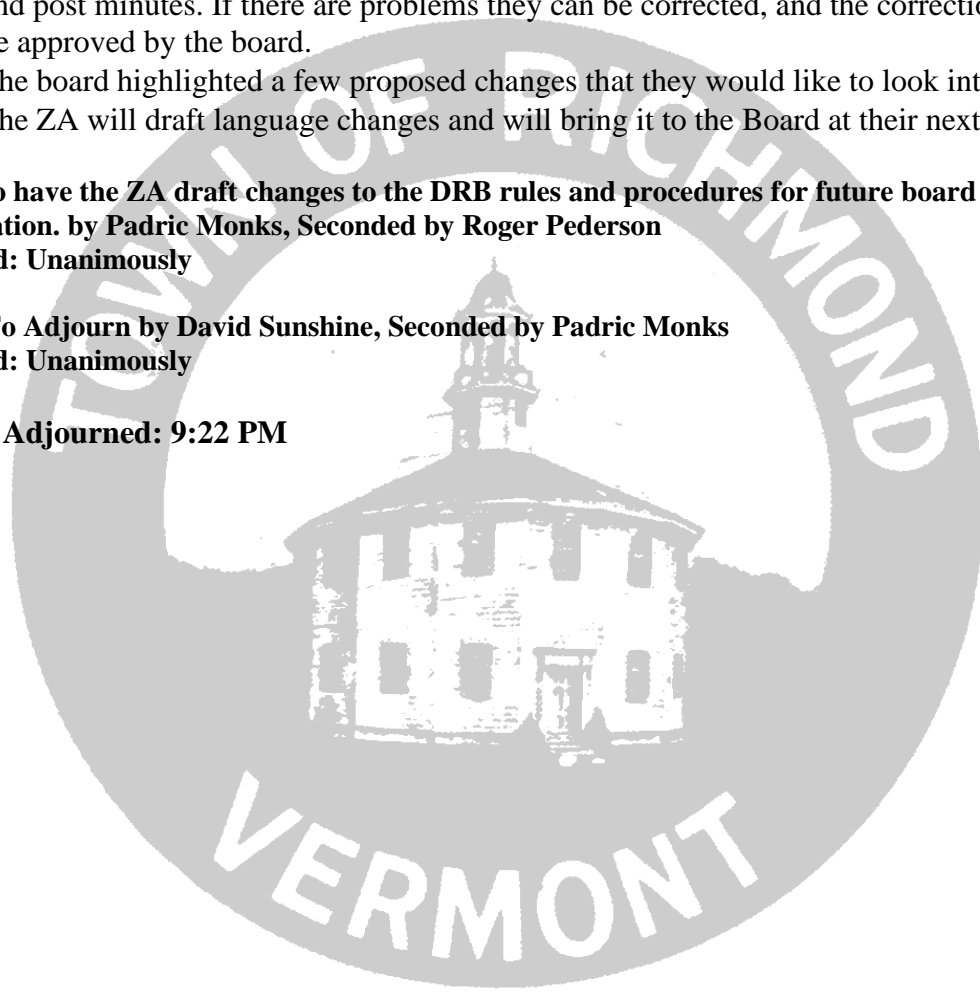 nd post minutes. If there are problems they can be corrected, and the correctio
e approved by the board.
he board highlighted a few proposed changes that they would like to look int
he ZA will draft language changes and will bring it to the Board at their next
o have the ZA draft changes to the DRB rules and procedures for future board
ation. by Padric Monks, Seconded by Roger Pederson
d: Unanimously
o Adjourn by David Sunshine, Seconded by Padric Monks
d: Unanimously
Adjourned: 9:22 PM
TOWN OF RICHMOND
VERMONT